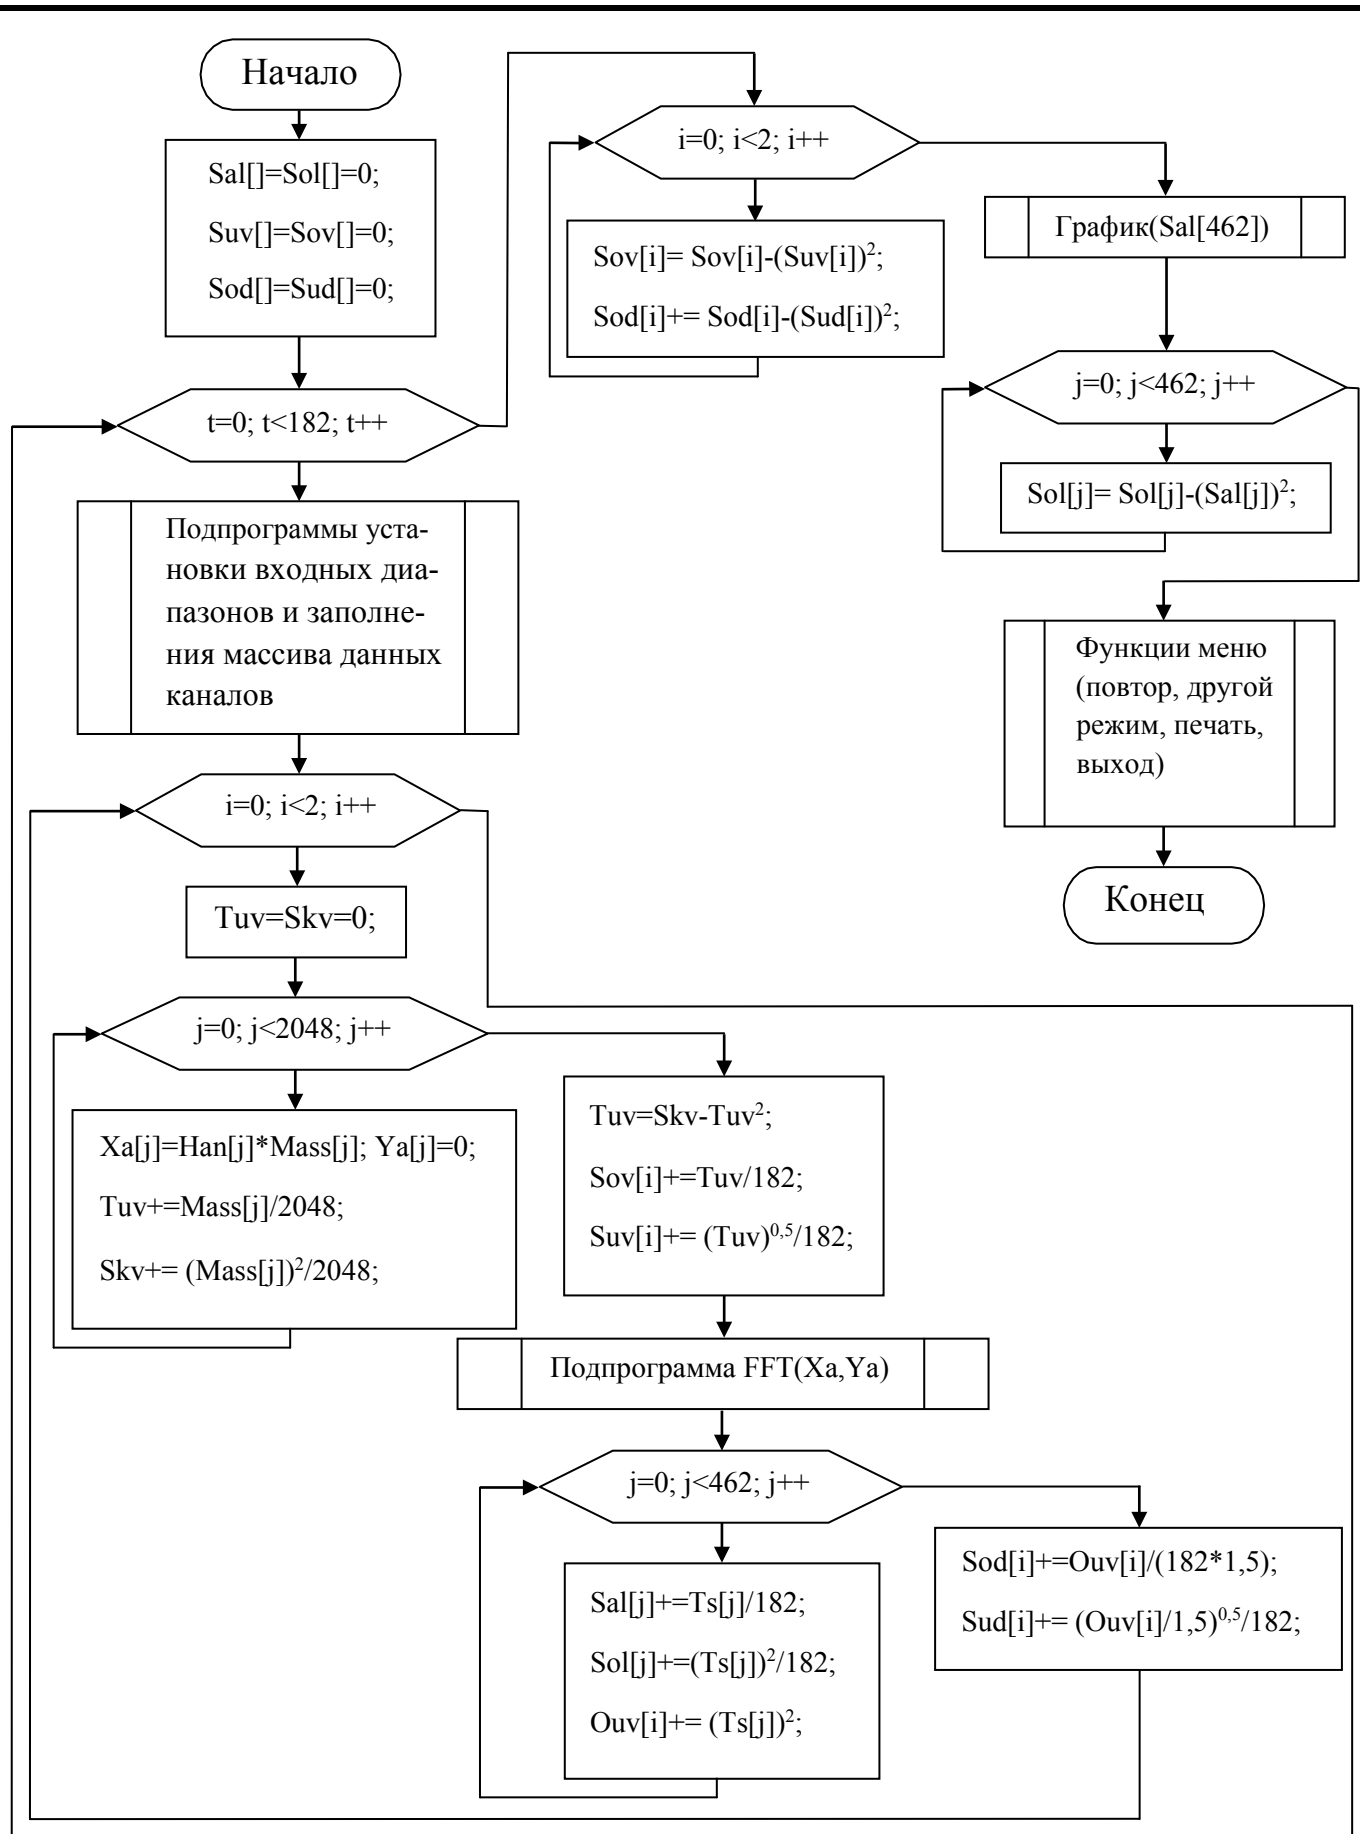 Начало
Sal[]=Sol[]=0;
Suv[]=Sov[]=0;
Sod[]=Sud[]=0;
t=0; t<182; t++
Подпрограммы уста-
новки входных диа-
пазонов и заполне-
ния массива данных
каналов
i=0; i<2; i++
Tuv=Skv=0;
j=0; j<2048; j++
Xa[j]=Han[j]*Mass[j]; Ya[j]=0;
Tuv+=Mass[j]/2048;
Skv+= (Mass[j])²/2048;
Tuv=Skv-Tuv²;
Sov[i]+=Tuv/182;
Suv[i]+= (Tuv)⁰,⁵/182;
Подпрограмма FFT(Xa,Ya)
j=0; j<462; j++
Sal[j]+=Ts[j]/182;
Sol[j]+=(Ts[j])²/182;
Ouv[i]+= (Ts[j])²;
Sod[i]+=Ouv[i]/(182*1,5);
Sud[i]+= (Ouv[i]/1,5)⁰,⁵/182;
i=0; i<2; i++
Sov[i]= Sov[i]-(Suv[i])²;
Sod[i]+= Sod[i]-(Sud[i])²;
График(Sal[462])
j=0; j<462; j++
Sol[j]= Sol[j]-(Sal[j])²;
Функции меню
(повтор, другой
режим, печать,
выход)
Конец